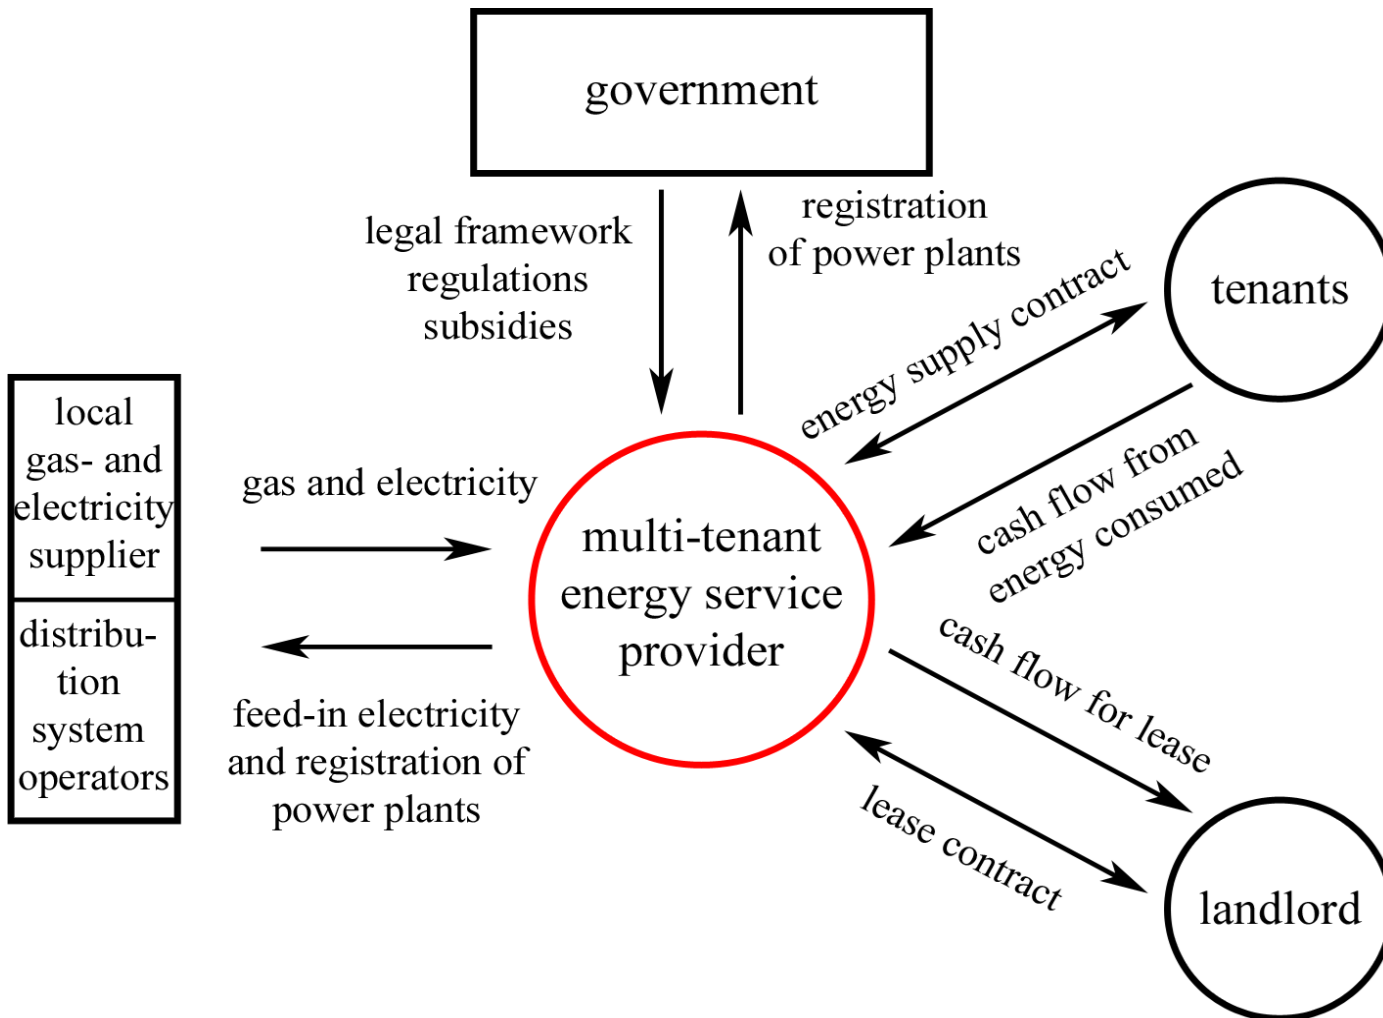 government
legal framework
regulations
subsidies
registration
of power plants
tenants
energy supply contract
cash flow from
energy consumed
local
gas- and
electricity
supplier
distribu-
tion
system
operators
gas and electricity
feed-in electricity
and registration of
power plants
multi-tenant
energy service
provider
cash flow for lease
lease contract
landlord